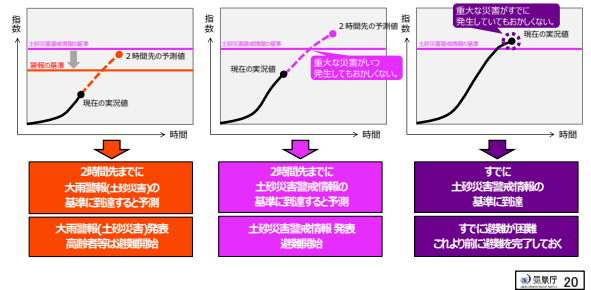 指数
土砂災害警戒情報の基準
警報の基準
2時間先の予測値
現在の実況値
時間
2時間先までに
大雨警報(土砂災害)の
基準に到達すると予測
大雨警報(土砂災害)発表
高齢者等は避難開始
指数
土砂災害警戒情報の基準
2時間先の予測値
現在の実況値
重大な災害がいつ
発生してもおかしくない。
時間
2時間先までに
土砂災害警戒情報の
基準に到達すると予測
土砂災害警戒情報 発表
避難開始
指数
重大な災害がすでに
発生していてもおかしくない。
土砂災害警戒情報の基準
現在の実況値
時間
すでに
土砂災害警戒情報の
基準に到達
すでに避難が困難
これより前に避難を完了しておく
気象庁 20